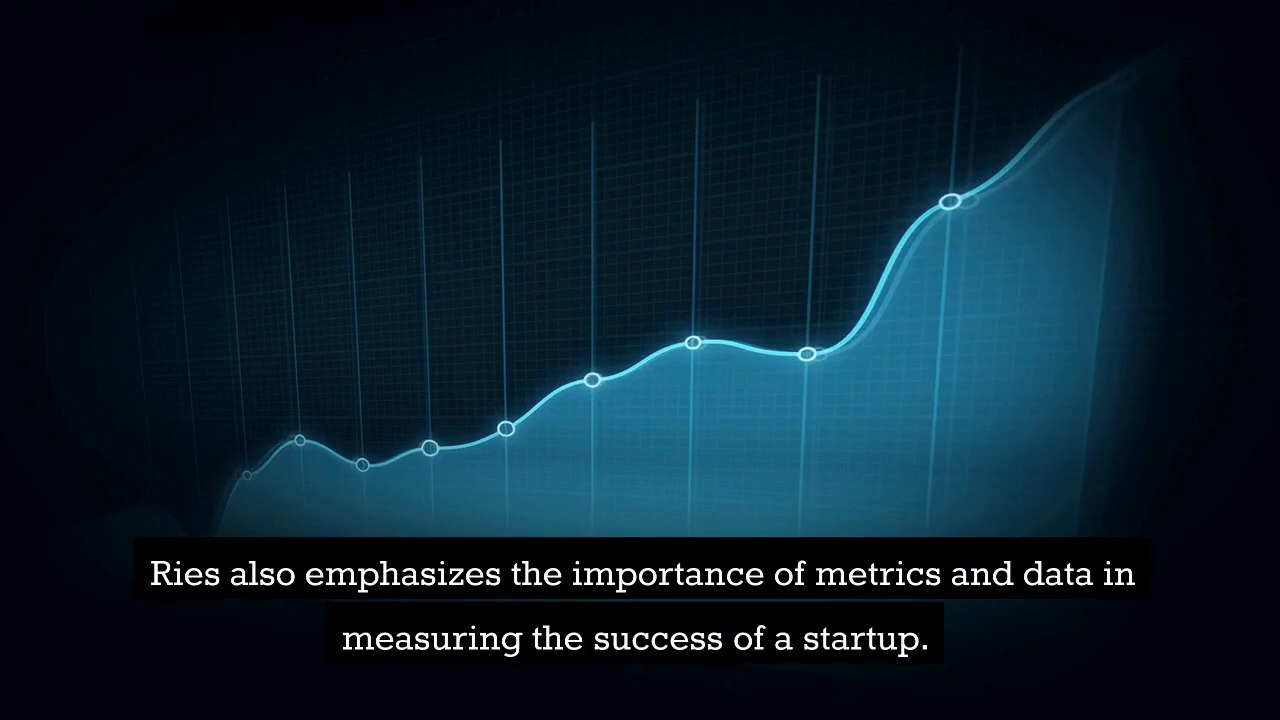 Ries also emphasizes the importance of metrics and data in
measuring the success of a startup.